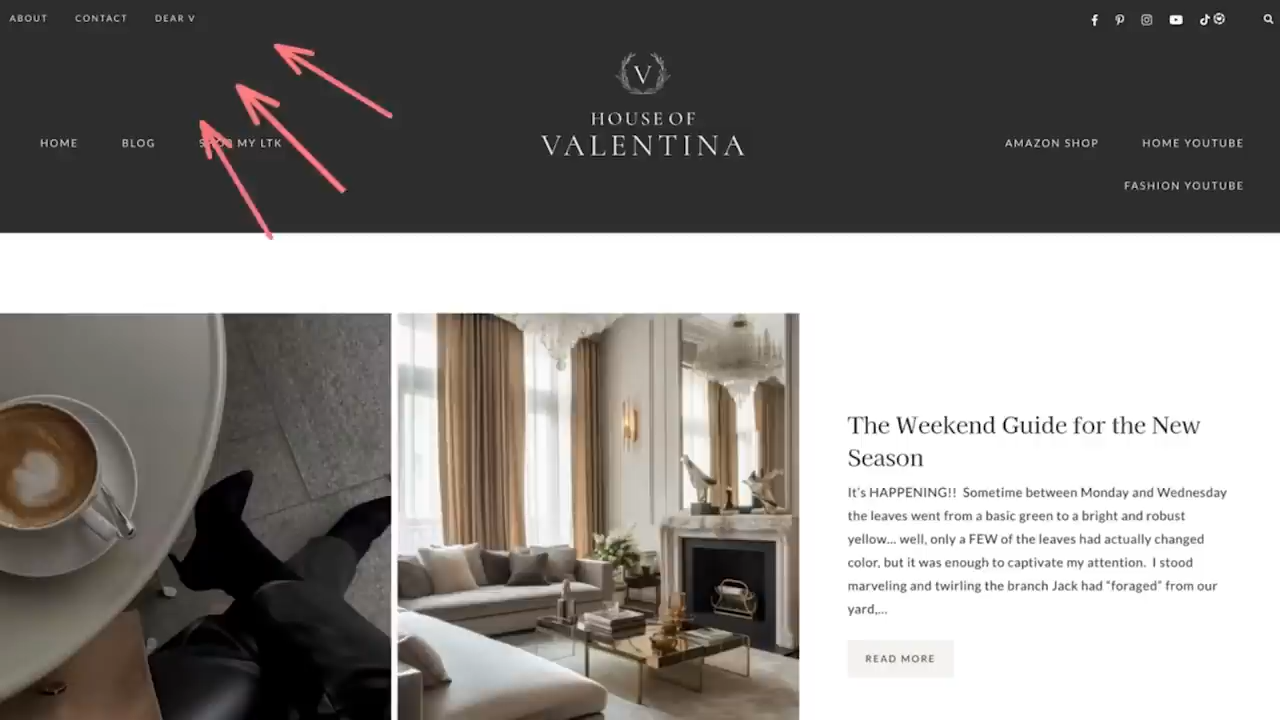 ABOUT CONTACT DEAR V
V
HOUSE OF
VALENTINA
HOME BLOG SHOP MY LTK
AMAZON SHOP HOME YOUTUBE
FASHION YOUTUBE
The Weekend Guide for the New
Season
It's HAPPENING!! Sometime between Monday and Wednesday
the leaves went from a basic green to a bright and robust
yellow... well, only a FEW of the leaves had actually changed
color, but it was enough to captivate my attention. I stood
marveling and twirling the branch Jack had “foraged” from our
yard,...
READ MORE